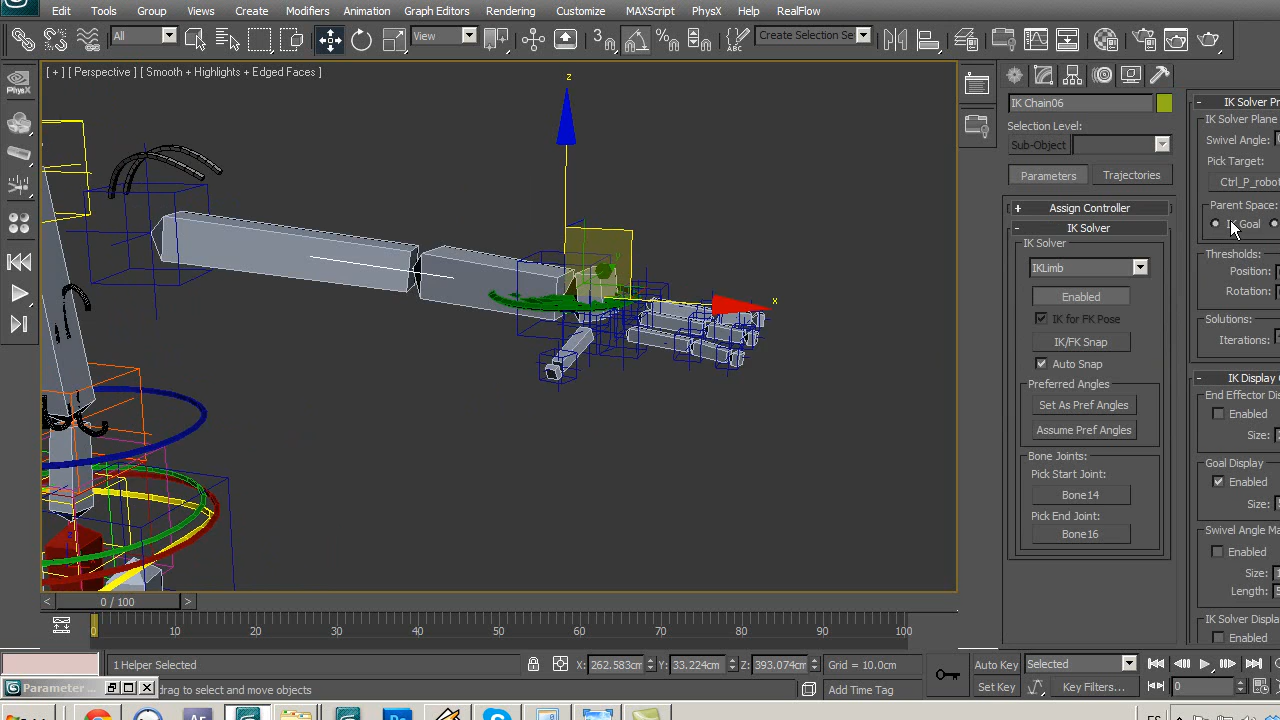 Edit Tools Group Views Create Modifiers Animation Graph Editors Rendering Customize MAXScript PhysX Help RealFlow
All View 3 Create Selection Se
[ + ] [ Perspective ] [ Smooth + Highlights + Edged Faces ]
PhysX
z
x
y
IK Chain06
Selection Level:
Sub-Object
Parameters Trajectories
+ Assign Controller
- IK Solver
IK Solver
IKLimb
Enabled
IK for FK Pose
IK/FK Snap
Auto Snap
Preferred Angles
Set As Pref Angles
Assume Pref Angles
Bone Joints:
Pick Start Joint:
Bone14
Pick End Joint:
Bone16
- IK Solver Pr
IK Solver Plane
Swivel Angle:
Pick Target:
Ctrl_P_robot
Parent Space:
IK Goal
Thresholds:
Position:
Rotation:
Solutions:
Iterations:
- IK Display
End Effector Dis
Enabled
Size:
Goal Display
Enabled
Size:
Swivel Angle Ma
Enabled
Size: 1
Length: 5
IK Solver Displa
Enabled
< 0 / 100 >
0 10 20 30 40 50 60 70 80 90 100
1 Helper Selected X: 262.583cm Y: 33.224cm Z: 393.074cm Grid = 10.0cm Auto Key Selected
Parameter ... drag to select and move objects Add Time Tag Set Key Key Filters... 0